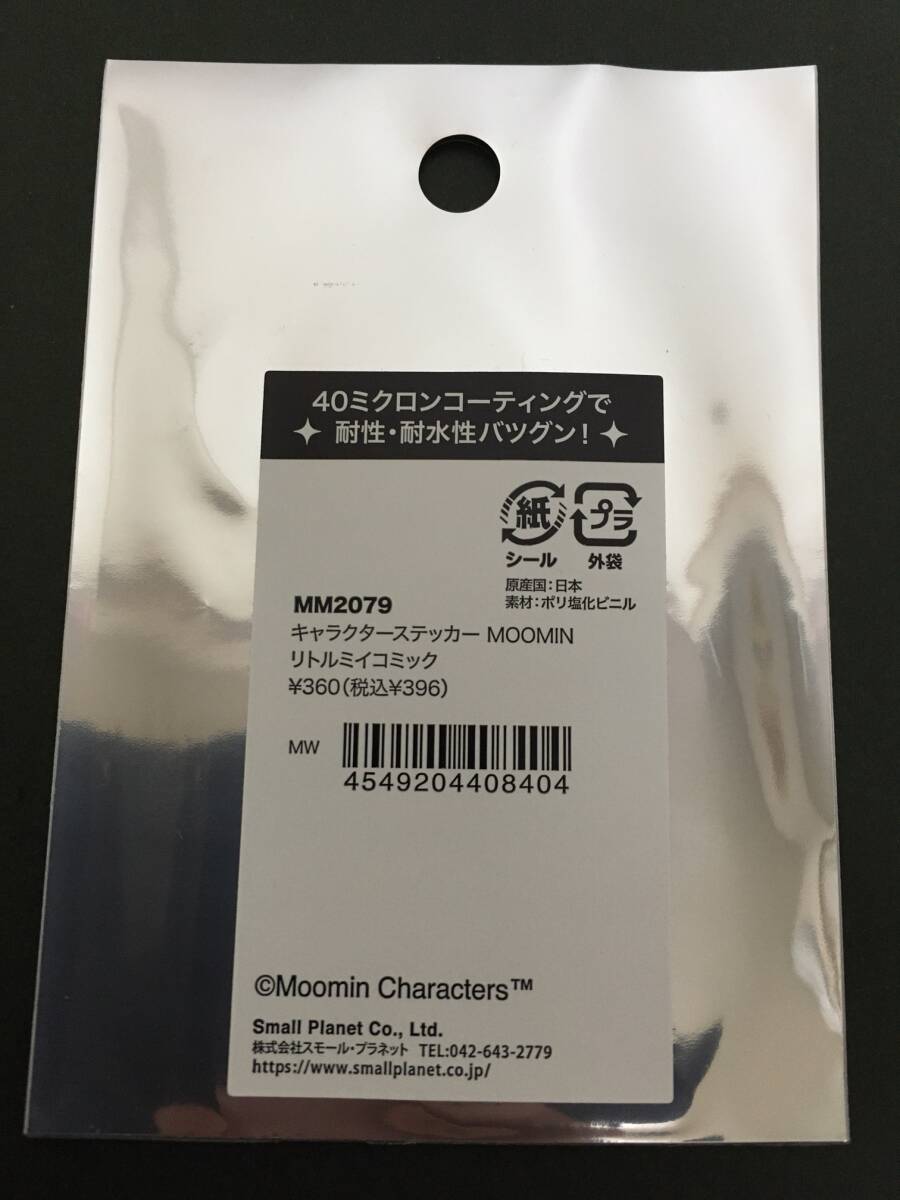 40ミクロンコーティングで
耐性・耐水性バツグン!
紙
プラ
シール
外袋
原産国:日本
素材:ポリ塩化ビニル
MM2079
キャラクターステッカー MOOMIN
リトルミイコミック
¥360(税込¥396)
MW
4549204408404
©Moomin Characters™
Small Planet Co., Ltd.
株式会社スモール・プラネット TEL:042-643-2779
https://www.smallplanet.co.jp/